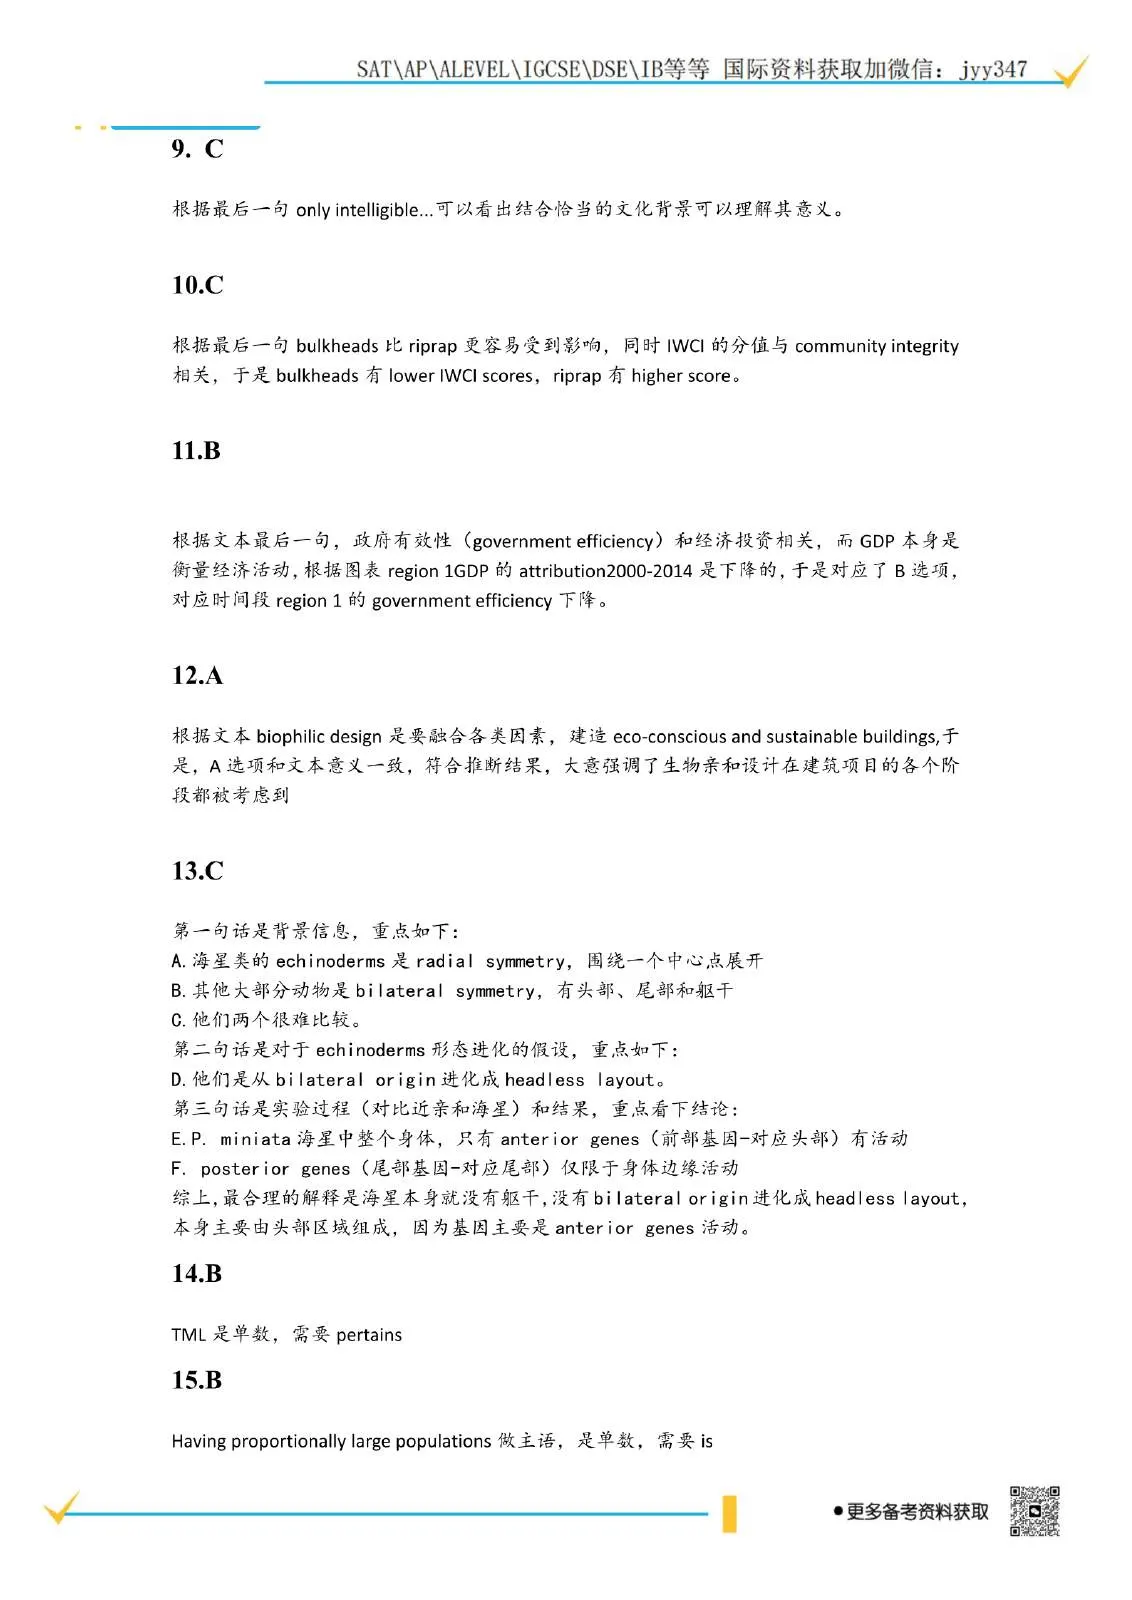 SAT\AP\ALEVEL\IGCSE\DSE\IB等等 国际资料获取加微信：jyy347
9. C
根据最后一句 only intelligible...可以看出结合恰当的文化背景可以理解其意义。
10.C
根据最后一句 bulkheads 比 riprap 更容易受到影响，同时 IWCI 的分值与 community integrity
相关，于是 bulkheads 有 lower IWCI scores，riprap 有 higher score。
11.B
根据文本最后一句，政府有效性（government efficiency）和经济投资相关，而 GDP 本身是
衡量经济活动,根据图表 region 1GDP 的 attribution2000-2014 是下降的,于是对应了 B 选项，
对应时间段 region 1 的 government efficiency 下降。
12.A
根据文本 biophilic design 是要融合各类因素，建造 eco-conscious and sustainable buildings,于
是，A 选项和文本意义一致，符合推断结果，大意强调了生物亲和设计在建筑项目的各个阶
段都被考虑到
13.C
第一句话是背景信息，重点如下：
A. 海星类的 echinoderms 是 radial symmetry，围绕一个中心点展开
B. 其他大部分动物是 bilateral symmetry，有头部、尾部和躯干
C. 他们两个很难比较。
第二句话是对于 echinoderms 形态进化的假设，重点如下：
D. 他们是从 bilateral origin 进化成 headless layout。
第三句话是实验过程（对比近亲和海星）和结果，重点看下结论：
E. P. miniata 海星中整个身体，只有 anterior genes（前部基因-对应头部）有活动
F. posterior genes（尾部基因-对应尾部）仅限于身体边缘活动
综上,最合理的解释是海星本身就没有躯干,没有 bilateral origin 进化成 headless layout，
本身主要由头部区域组成，因为基因主要是 anterior genes 活动。
14.B
TML 是单数，需要 pertains
15.B
Having proportionally large populations 做主语，是单数，需要 is
●更多备考资料获取